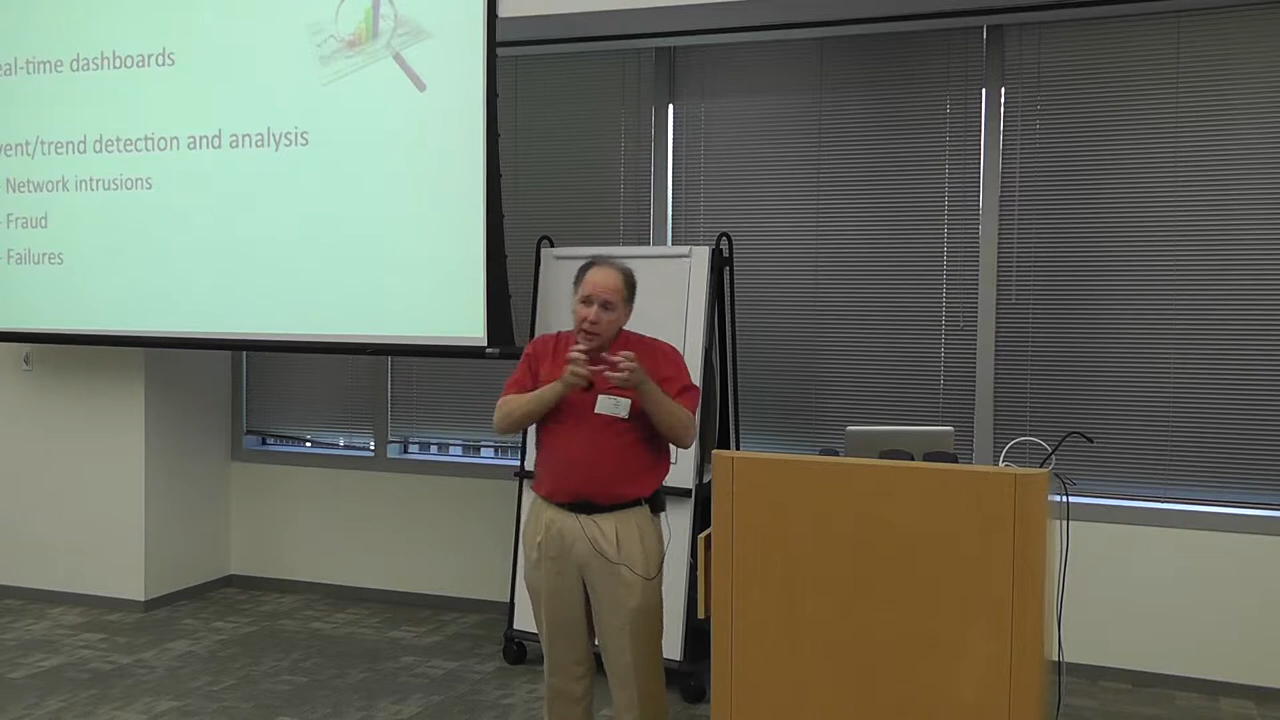 eal-time dashboards
vent/trend detection and analysis
- Network intrusions
- Fraud
- Failures